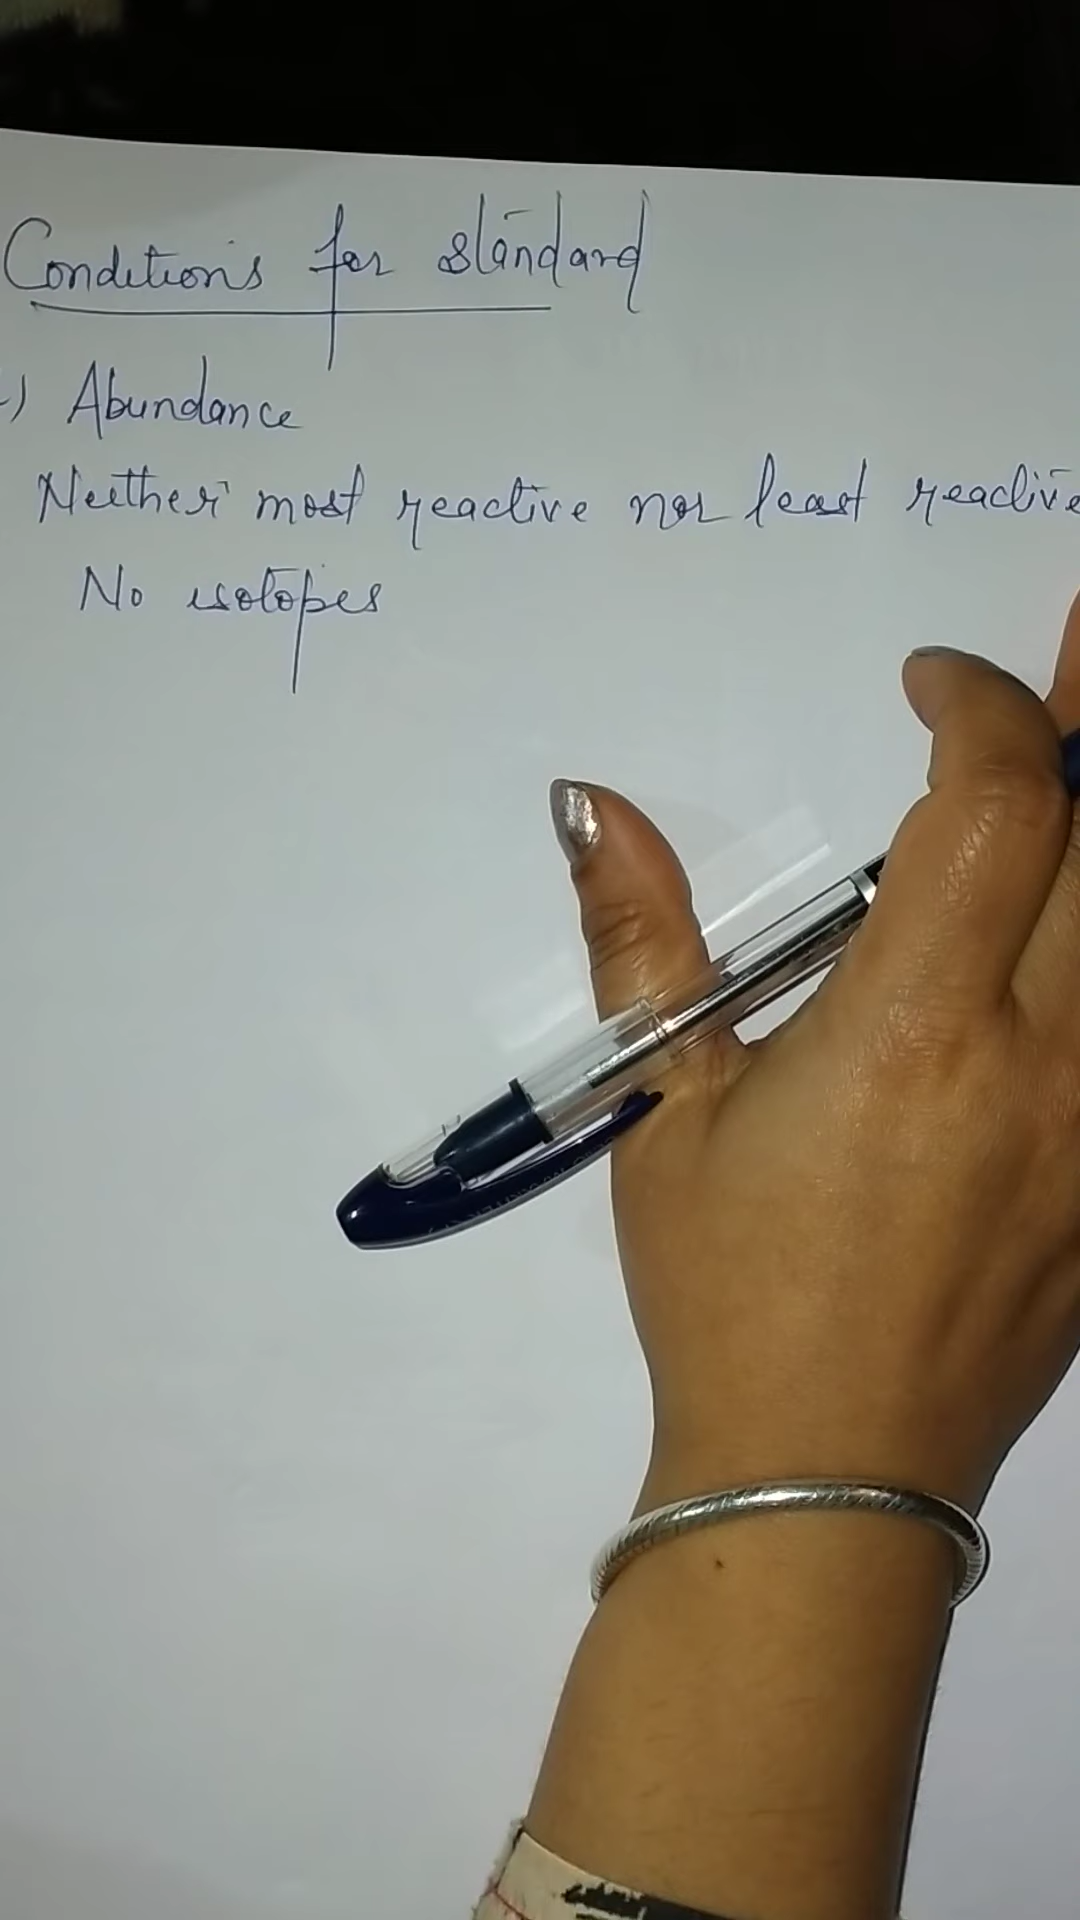 Conditions for standard
) Abundance
Neither most reactive nor least reactive
No isotopes